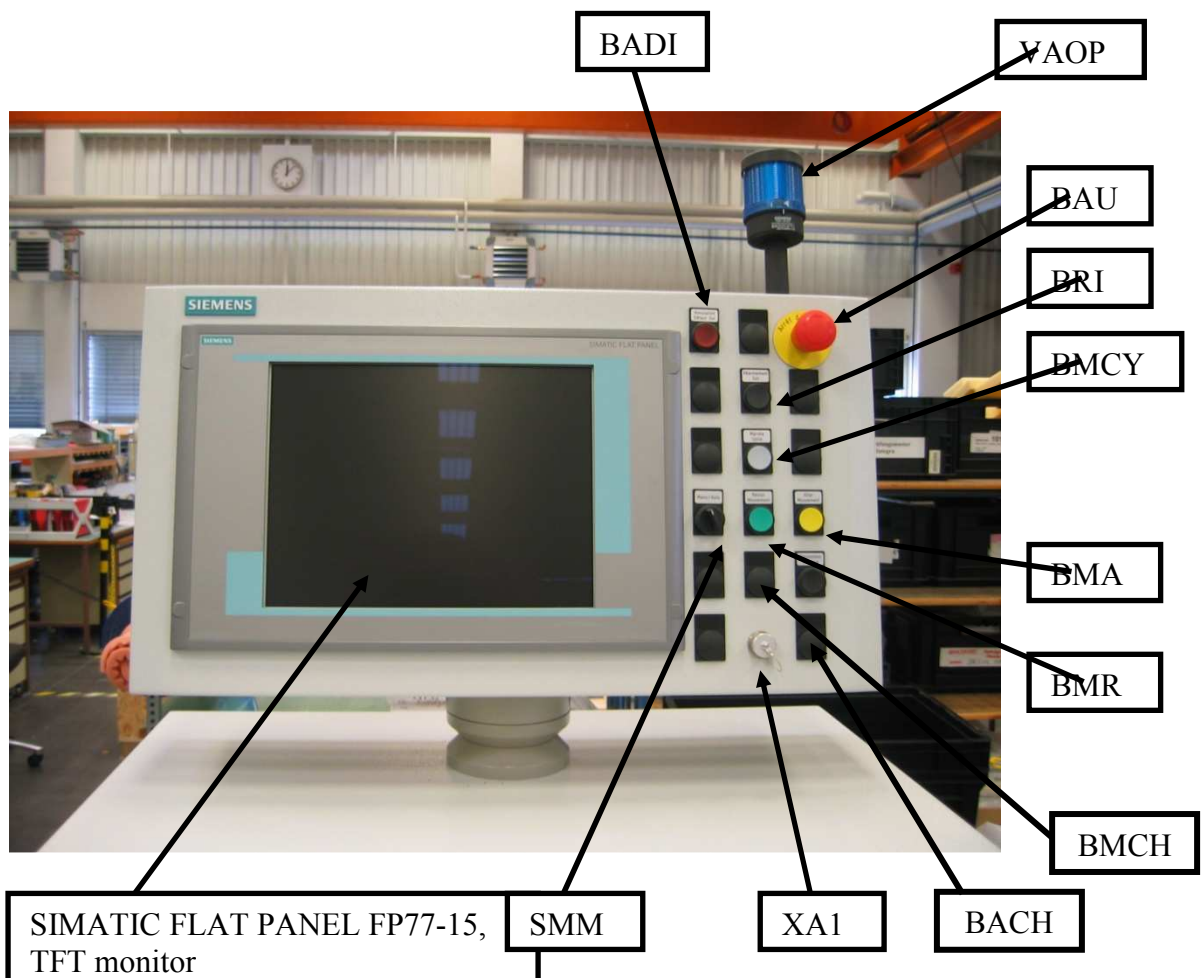 BADI
VAOP
BAU
BRI
BMCY
SIEMENS
SIEMENS
SIMATIC FLAT PANEL
BMA
BMR
BMCH
SIMATIC FLAT PANEL FP77-15,
TFT monitor
SMM
XA1
BACH